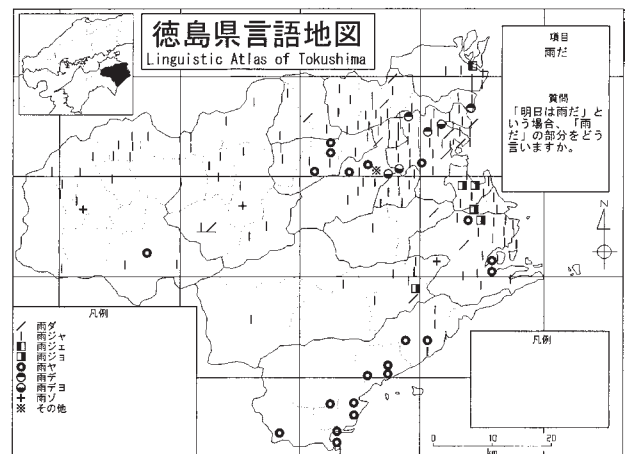 徳島県言語地図
Linguistic Atlas of Tokushima
項目
雨だ
質問
「明日は雨だ」と
いう場合、「雨
だ」の部分をどう
言いますか。
N
凡例
雨ダ
雨ジャ
雨ジェ
雨ジョ
雨ヤ
雨デ
雨デヨ
雨ゾ
その他
凡例
0 10 20
km